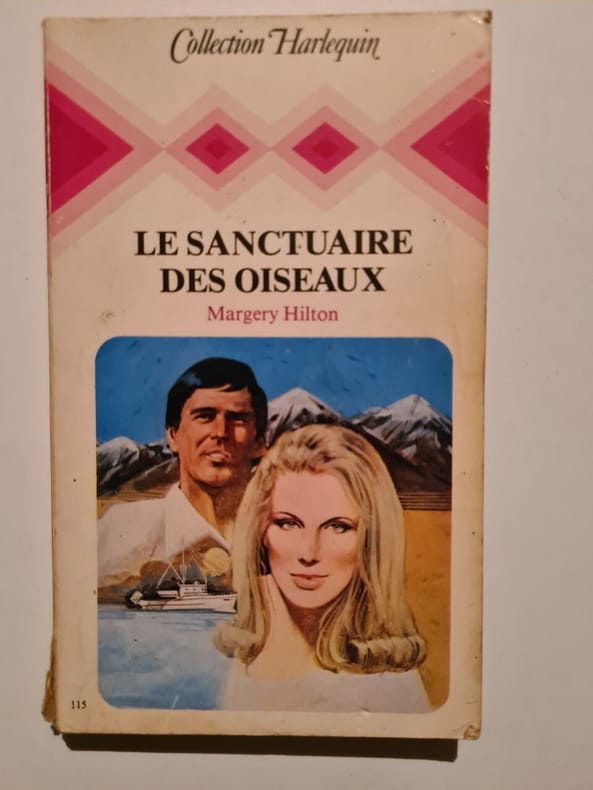 Collection Harlequin
LE SANCTUAIRE
DES OISEAUX
Margery Hilton
115